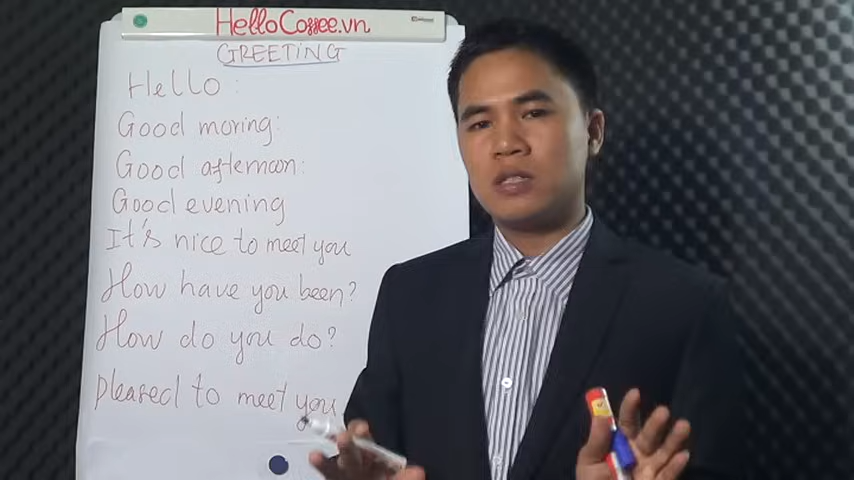 HelloCoffee.vn
GREETING
Hello:
Good moring:
Good afternoon:
Good evening
It's nice to meet you
How have you been?
How do you do?
pleased to meet you